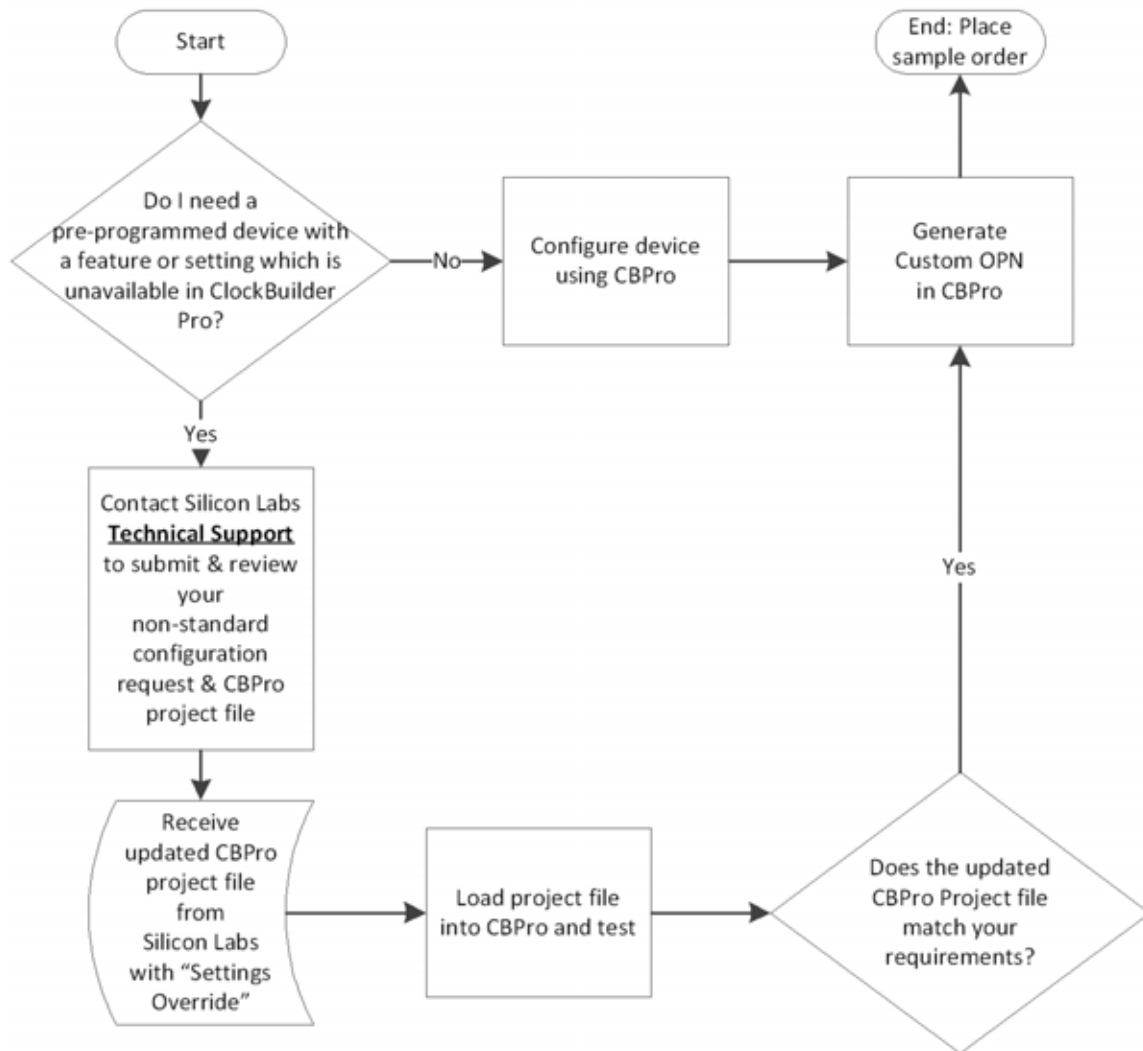 Start
Do I need a
pre-programmed device with
a feature or setting which is
unavailable in ClockBuilder
Pro?
No
Configure device
using CBPro
Generate
Custom OPN
in CBPro
End: Place
sample order
Yes
Contact Silicon Labs
Technical Support
to submit & review
your
non-standard
configuration
request & CBPro
project file
Receive
updated CBPro
project file
from
Silicon Labs
with “Settings
Override”
Load project file
into CBPro and test
Does the updated
CBPro Project file
match your
requirements?
Yes